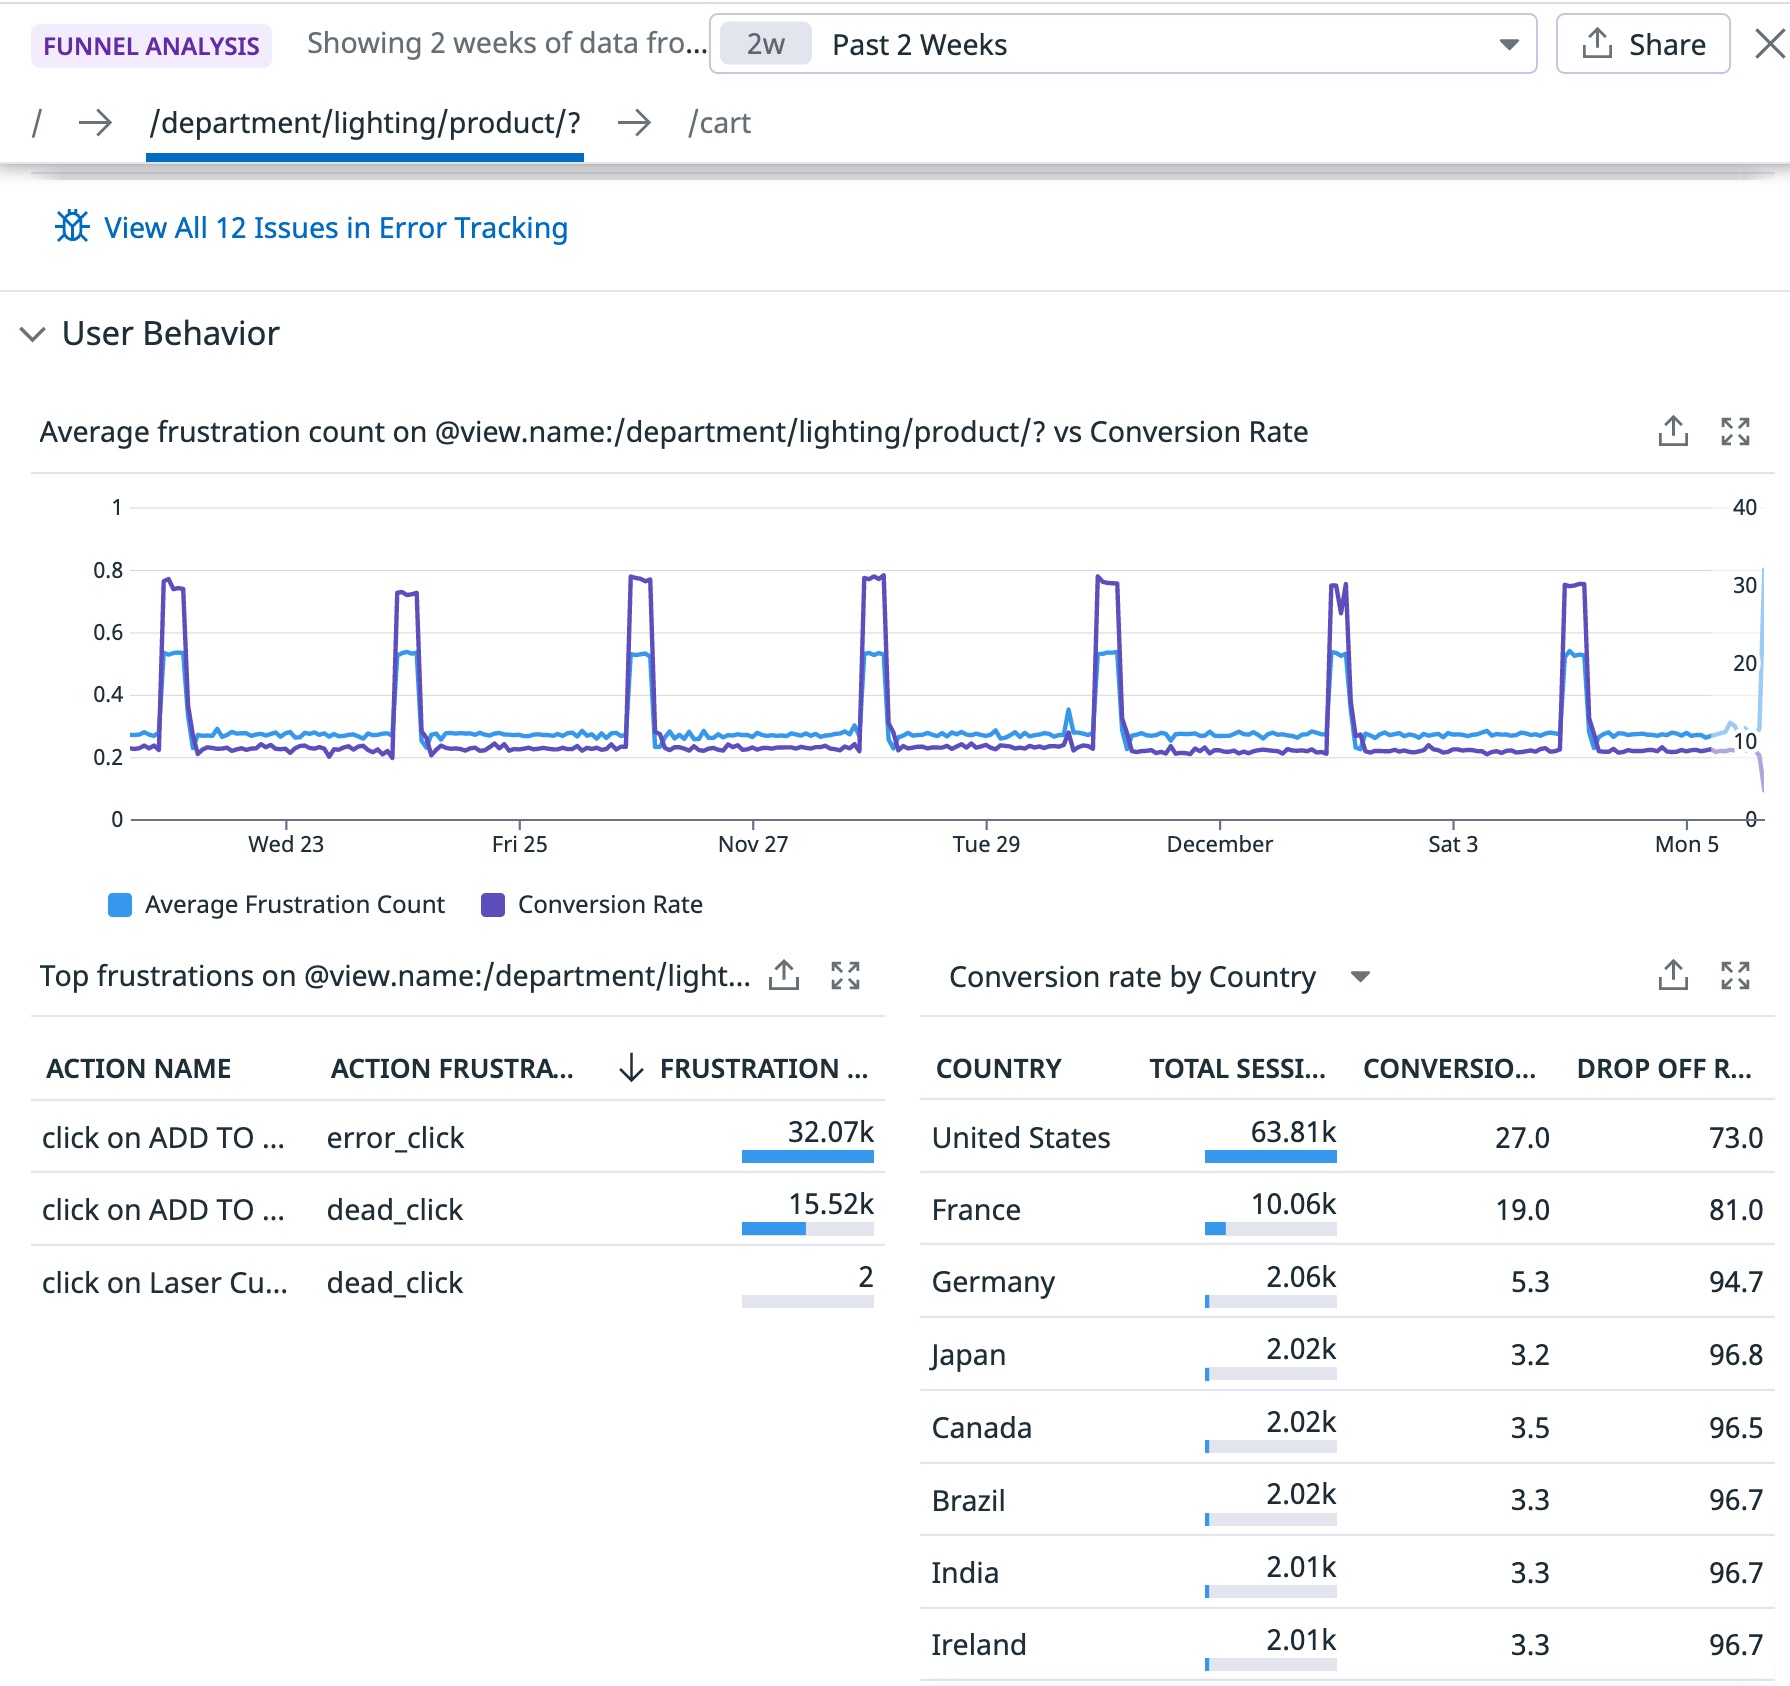 FUNNEL ANALYSIS Showing 2 weeks of data fro... 2w Past 2 Weeks Share
/ → /department/lighting/product/? → /cart
View All 12 Issues in Error Tracking
User Behavior
Average frustration count on @view.name:/department/lighting/product/? vs Conversion Rate
1 40
0.8
30
0.6
20
0.4
10
0.2
0 0
Wed 23 Fri 25 Nov 27 Tue 29 December Sat 3 Mon 5
Average Frustration Count Conversion Rate
Top frustrations on @view.name:/department/light...
ACTION NAME ACTION FRUSTRA... ↓ FRUSTRATION ...
click on ADD TO ... error_click 32.07k
click on ADD TO ... dead_click 15.52k
click on Laser Cu... dead_click 2
Conversion rate by Country
COUNTRY TOTAL SESSI... CONVERSIO... DROP OFF R...
United States 63.81k 27.0 73.0
France 10.06k 19.0 81.0
Germany 2.06k 5.3 94.7
Japan 2.02k 3.2 96.8
Canada 2.02k 3.5 96.5
Brazil 2.02k 3.3 96.7
India 2.01k 3.3 96.7
Ireland 2.01k 3.3 96.7